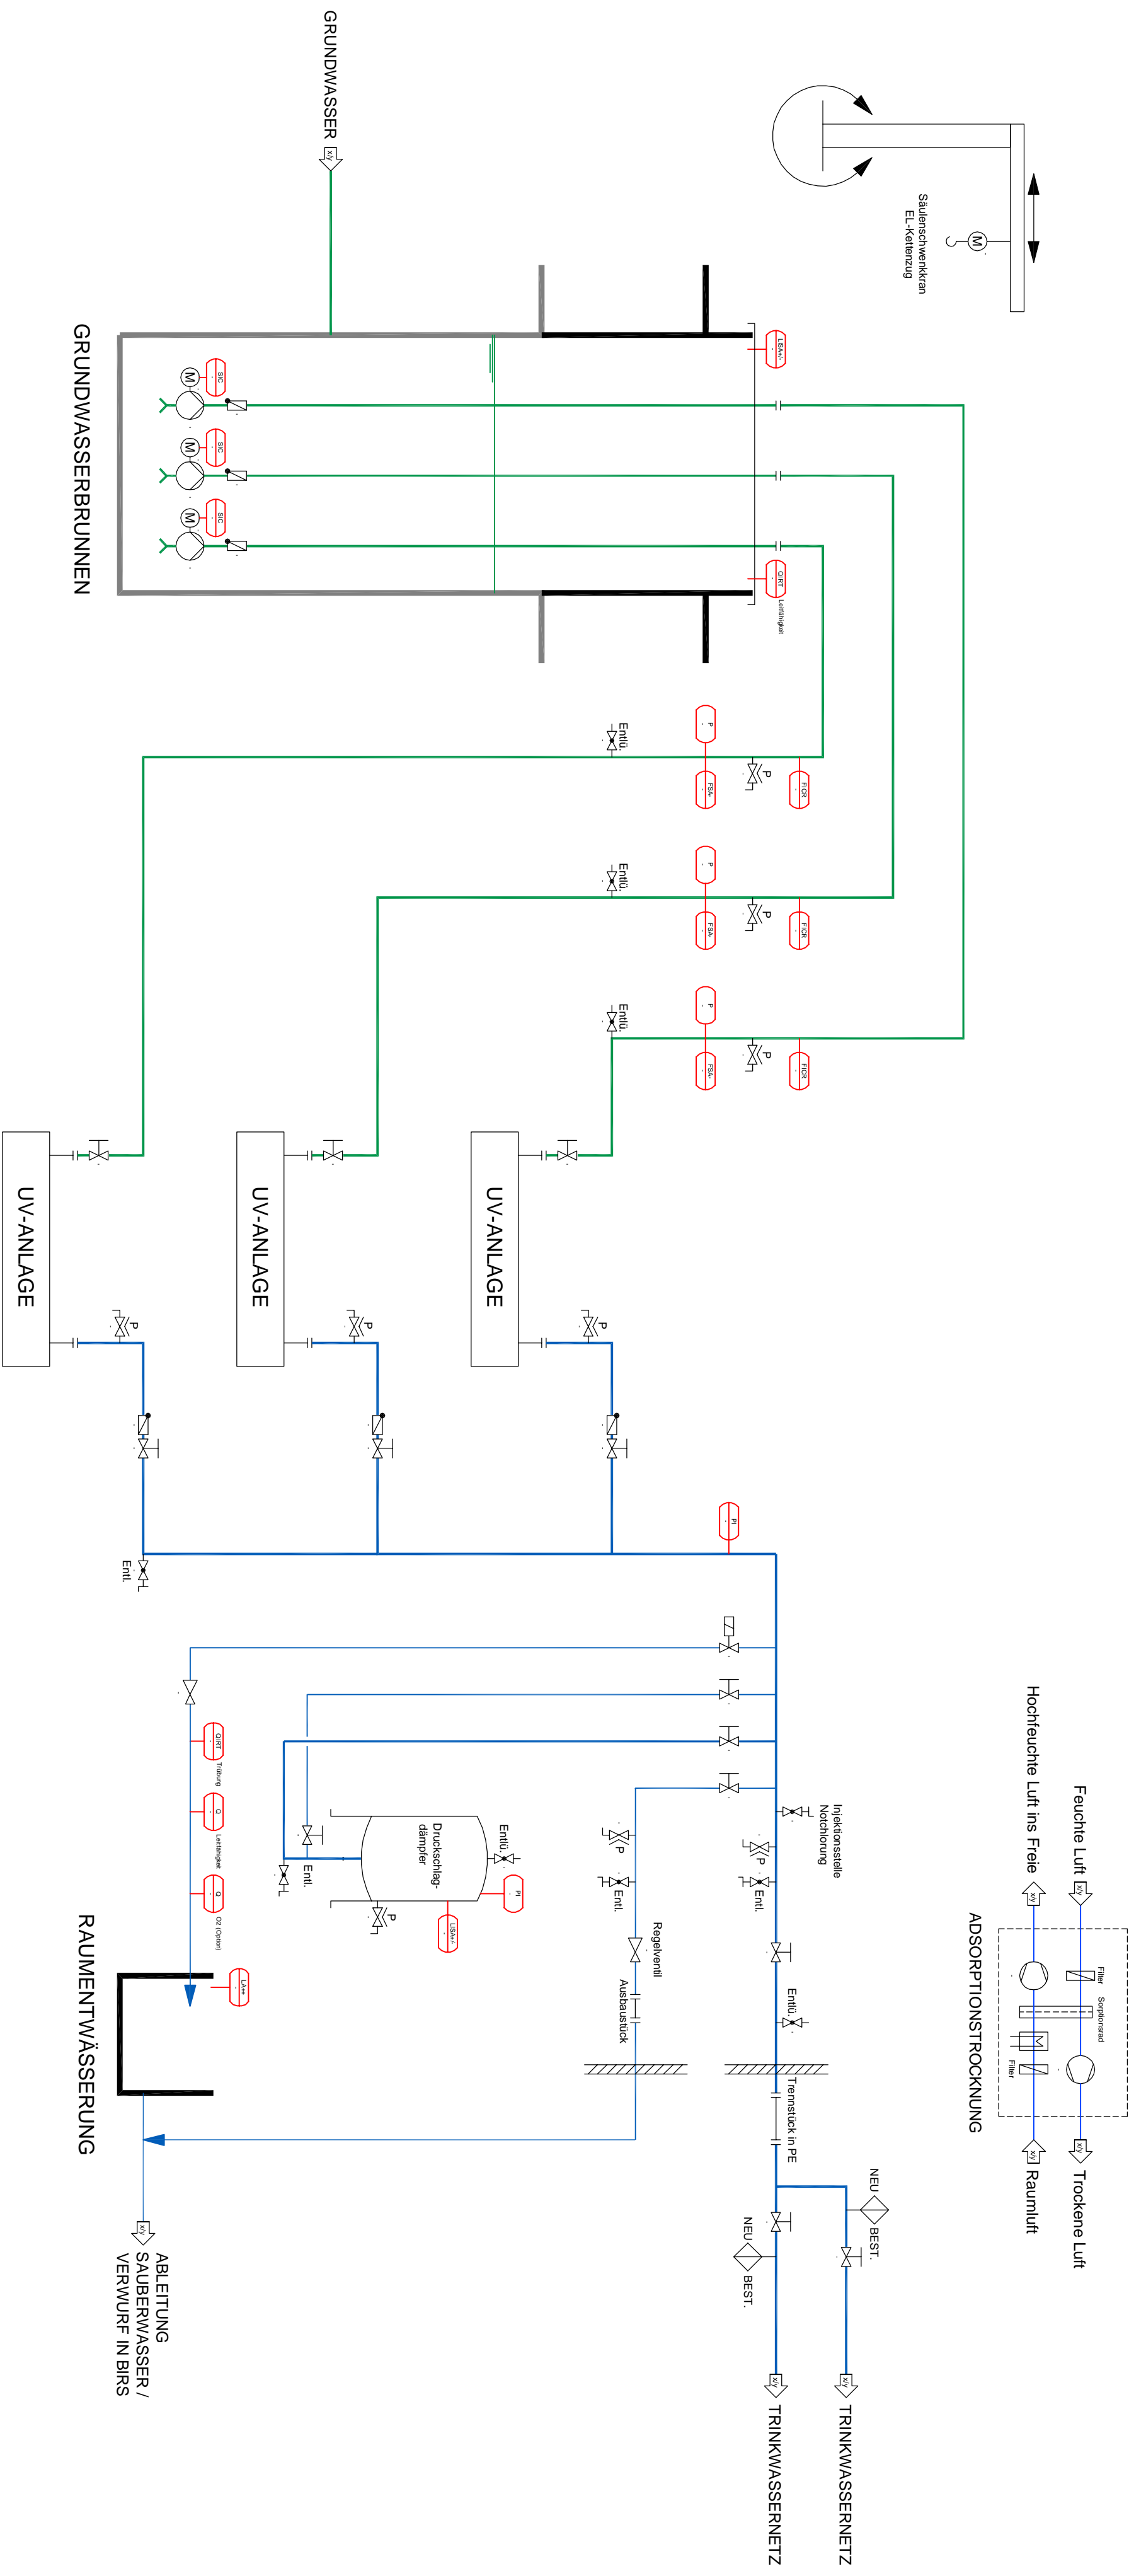 GRUNDWASSER
x/y
Säulenschwenkkran
EL-Kettenzug
M
GRUNDWASSERBRUNNEN
LISA+/-
SIC
M
SIC
M
SIC
M
QIRT
Leitfähigkeit
Entlü.
P
FSA-
P
FICR
Entlü.
P
FSA-
P
FICR
Entlü.
P
FSA-
P
FICR
UV-ANLAGE
UV-ANLAGE
UV-ANLAGE
P
P
P
Entl.
PI
QIRT
Trübung
Q
Leitfähigkeit
Q
O2 (Option)
Entl.
Druckschlag-
dämpfer
Entlü.
PI
LISA+/-
P
P
Entl.
Regelventil
Ausbaustück
Injektionsstelle
Notchlorung
P
Entl.
Entlü.
Trennstück in PE
NEU
BEST.
NEU
BEST.
x/y
TRINKWASSERNETZ
x/y
TRINKWASSERNETZ
LA++
RAUMENTWÄSSERUNG
x/y
ABLEITUNG
SAUBERWASSER /
VERWURF IN BIRS
Feuchte Luft
x/y
Hochfeuchte Luft ins Freie
x/y
Filter
Sorptionsrad
Filter
x/y
Trockene Luft
x/y
Raumluft
ADSORPTIONSTROCKNUNG